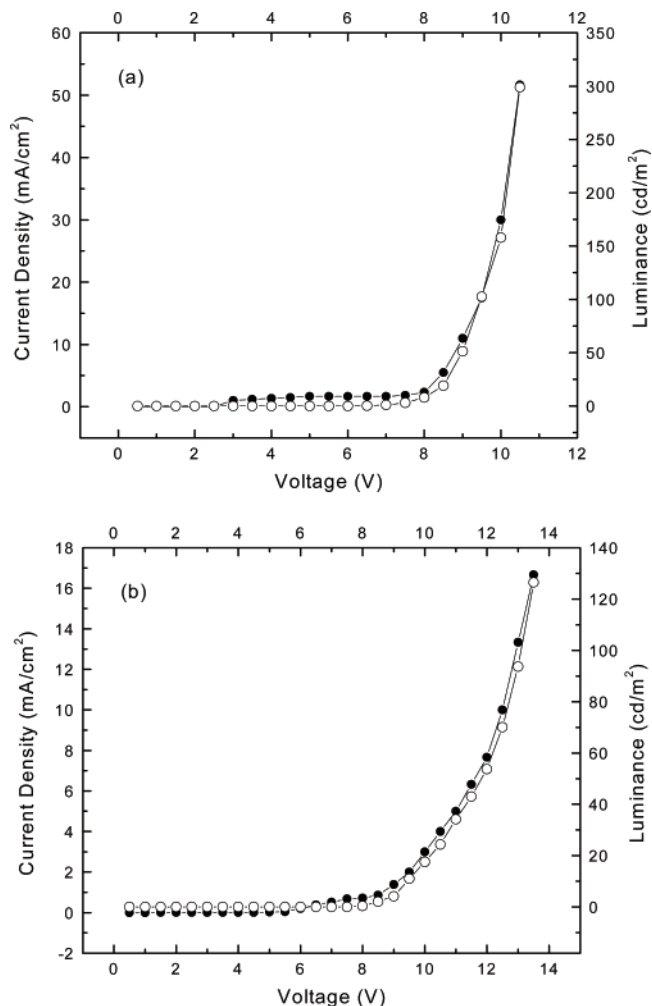 0 2 4 6 8 10 12
60 350
(a)
50 300
250
40
200
30
150
20
100
10
50
0 0
0 2 4 6 8 10 12
Current Density (mA/cm²)
Luminance (cd/m²)
Voltage (V)
0 2 4 6 8 10 12 14
18 140
(b)
16
120
14
100
12
10 80
8
60
6
40
4
20
2
0 0
-2
0 2 4 6 8 10 12 14
Current Density (mA/cm²)
Luminance (cd/m²)
Voltage (V)